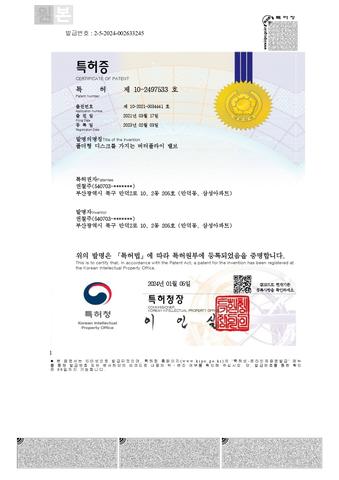 원본
발급번호 : 2-5-2024-002633245
특허청
특허증
CERTIFICATE OF PATENT
특 허 제 10-2497533 호
Patent Number
출원번호 제 10-2021-0034441 호
Application Number
출원일 2021년 03월 17일
Filing Date
등록일 2023년 02월 03일
Registration Date
발명의명칭 Title of the Invention
폴더형 디스크를 가지는 버터플라이 밸브
특허권자 Patentee
권철주(540703-*******)
부산광역시 북구 만덕2로 10, 2동 205호 (만덕동, 삼성아파트)
발명자 Inventor
권철주(540703-*******)
부산광역시 북구 만덕2로 10, 2동 205호 (만덕동, 삼성아파트)
위의 발명은 「특허법」에 따라 특허원부에 등록되었음을 증명합니다.
This is to certify that, in accordance with the Patent Act, a patent for the invention has been registered at
the Korean Intellectual Property Office.
2024년 01월 05일
특허청
Korean Intellectual
Property Office
특허청장
COMMISSIONER,
KOREAN INTELLECTUAL PROPERTY OFFICE
이 인 실